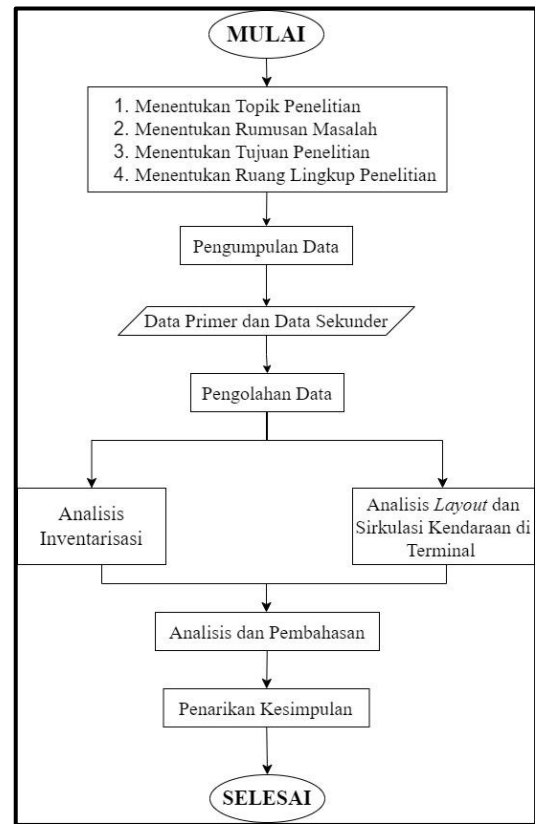 MULAI
1. Menentukan Topik Penelitian
2. Menentukan Rumusan Masalah
3. Menentukan Tujuan Penelitian
4. Menentukan Ruang Lingkup Penelitian
Pengumpulan Data
Data Primer dan Data Sekunder
Pengolahan Data
Analisis
Inventarisasi
Analisis Layout dan
Sirkulasi Kendaraan di
Terminal
Analisis dan Pembahasan
Penarikan Kesimpulan
SELESAI